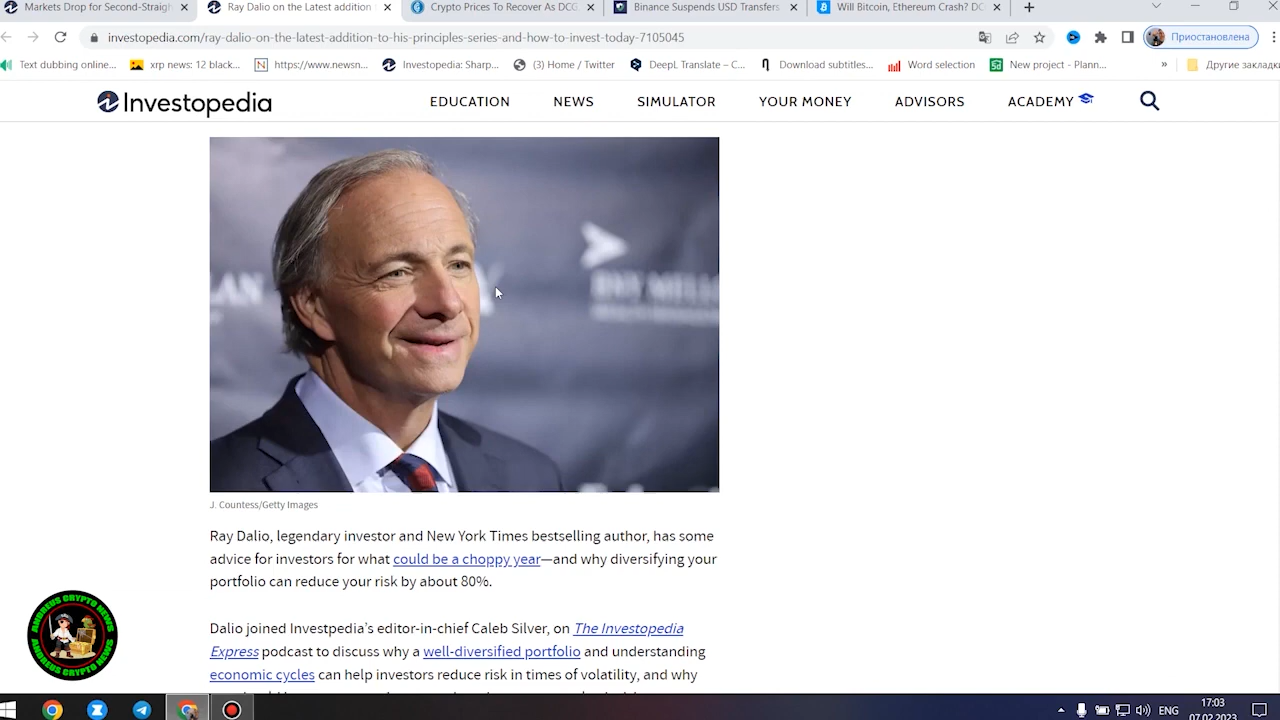 Markets Drop for Second-Straigh
Ray Dalio on the Latest addition
Crypto Prices To Recover As DCG
Binance Suspends USD Transfers
Will Bitcoin, Ethereum Crash? DC
investopedia.com/ray-dalio-on-the-latest-addition-to-his-principles-series-and-how-to-invest-today-7105045
Приостановлена
Text dubbing online...
xrp news: 12 black...
https://www.newsn...
Investopedia: Sharp...
(3) Home / Twitter
DeepL Translate – C...
Download subtitles...
Word selection
New project - Plann...
»
Другие закладки
Investopedia
EDUCATION
NEWS
SIMULATOR
YOUR MONEY
ADVISORS
ACADEMY
J. Countess/Getty Images
Ray Dalio, legendary investor and New York Times bestselling author, has some
advice for investors for what could be a choppy year—and why diversifying your
portfolio can reduce your risk by about 80%.
Dalio joined Investpedia's editor-in-chief Caleb Silver, on The Investopedia
Express podcast to discuss why a well-diversified portfolio and understanding
economic cycles can help investors reduce risk in times of volatility, and why
ANDREUS CRYPTO NEWS
ANDREUS CRYPTO NEWS
ENG
17:03
07.02.2023